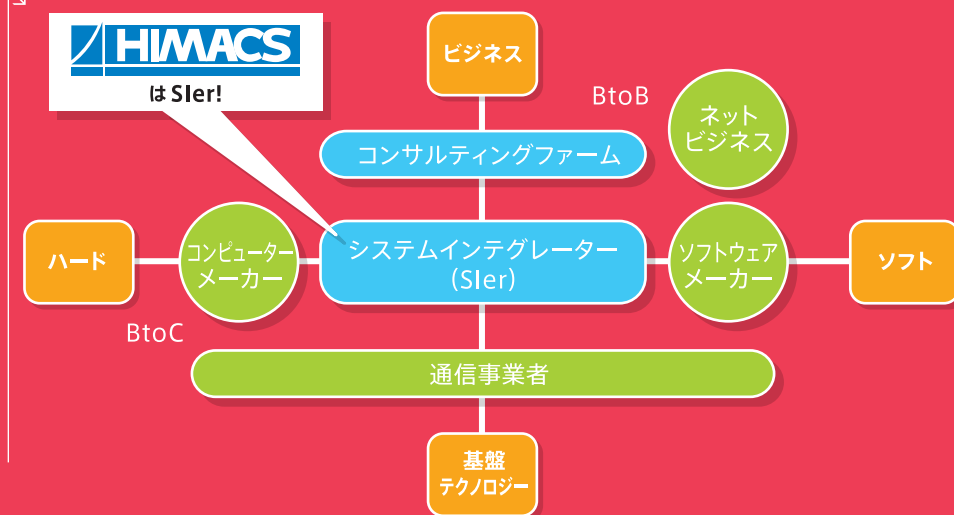 HIMACS
は SIer!
ビジネス
BtoB
ネット
ビジネス
コンサルティングファーム
ハード
コンピューター
メーカー
システムインテグレーター
(SIer)
ソフトウェア
メーカー
ソフト
BtoC
通信事業者
基盤
テクノロジー